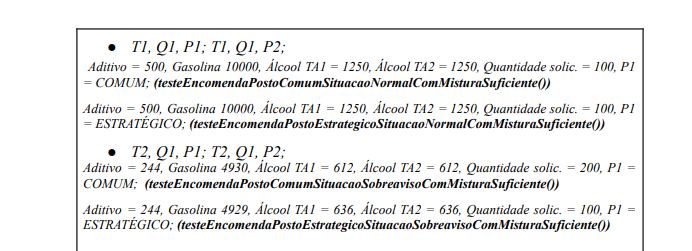 ● T1, Q1, P1; T1, Q1, P2;
Aditivo = 500, Gasolina 10000, Álcool TA1 = 1250, Álcool TA2 = 1250, Quantidade solic. = 100, P1
= COMUM; (testeEncomendaPostoComumSituacaoNormalComMisturaSuficiente())
Aditivo = 500, Gasolina 10000, Álcool TA1 = 1250, Álcool TA2 = 1250, Quantidade solic. = 100, P1
= ESTRATÉGICO; (testeEncomendaPostoEstrategicoSituacaoNormalComMisturaSuficiente())
● T2, Q1, P1; T2, Q1, P2;
Aditivo = 244, Gasolina 4930, Álcool TA1 = 612, Álcool TA2 = 612, Quantidade solic. = 200, P1 =
COMUM; (testeEncomendaPostoComumSituacaoSobreavisoComMisturaSuficiente())
Aditivo = 244, Gasolina 4929, Álcool TA1 = 636, Álcool TA2 = 636, Quantidade solic. = 100, P1 =
ESTRATÉGICO; (testeEncomendaPostoEstrategicoSituacaoSobreavisoComMisturaSuficiente())